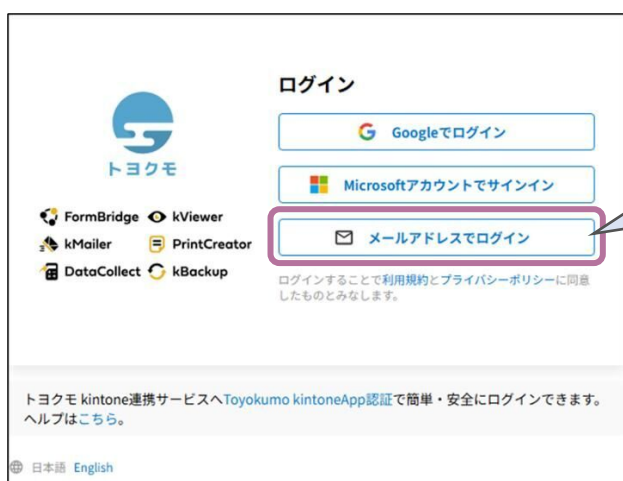 トヨクモ
FormBridge kViewer
kMailer PrintCreator
DataCollect kBackup
ログイン
Googleでログイン
Microsoftアカウントでサインイン
メールアドレスでログイン
ログインすることで利用規約とプライバシーポリシーに同意
したものとみなします。
トヨクモ kintone連携サービスへToyokumo kintoneApp認証で簡単・安全にログインできます。
ヘルプはこちら。
日本語 English